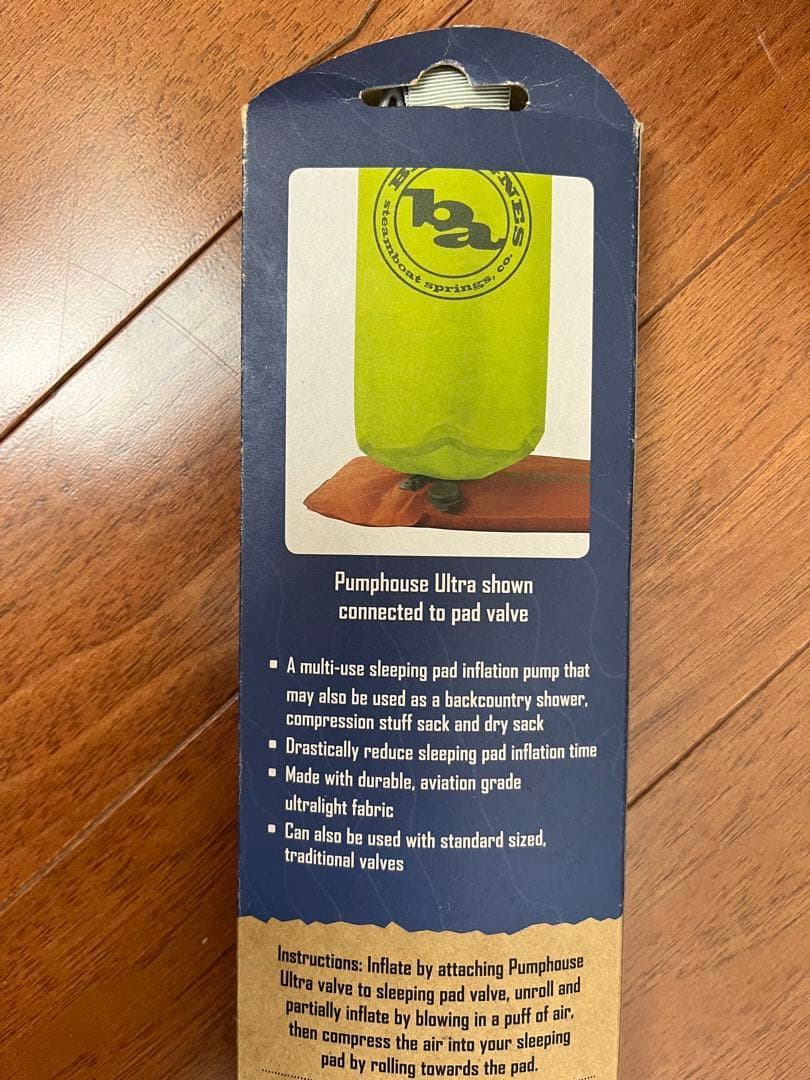 NES
ba
steamboat springs, co.
Pumphouse Ultra shown
connected to pad valve
▪ A multi-use sleeping pad inflation pump that
may also be used as a backcountry shower,
compression stuff sack and dry sack
▪ Drastically reduce sleeping pad inflation time
▪ Made with durable, aviation grade
ultralight fabric
▪ Can also be used with standard sized,
traditional valves
Instructions: Inflate by attaching Pumphouse
Ultra valve to sleeping pad valve, unroll and
partially inflate by blowing in a puff of air,
then compress the air into your sleeping
pad by rolling towards the pad.